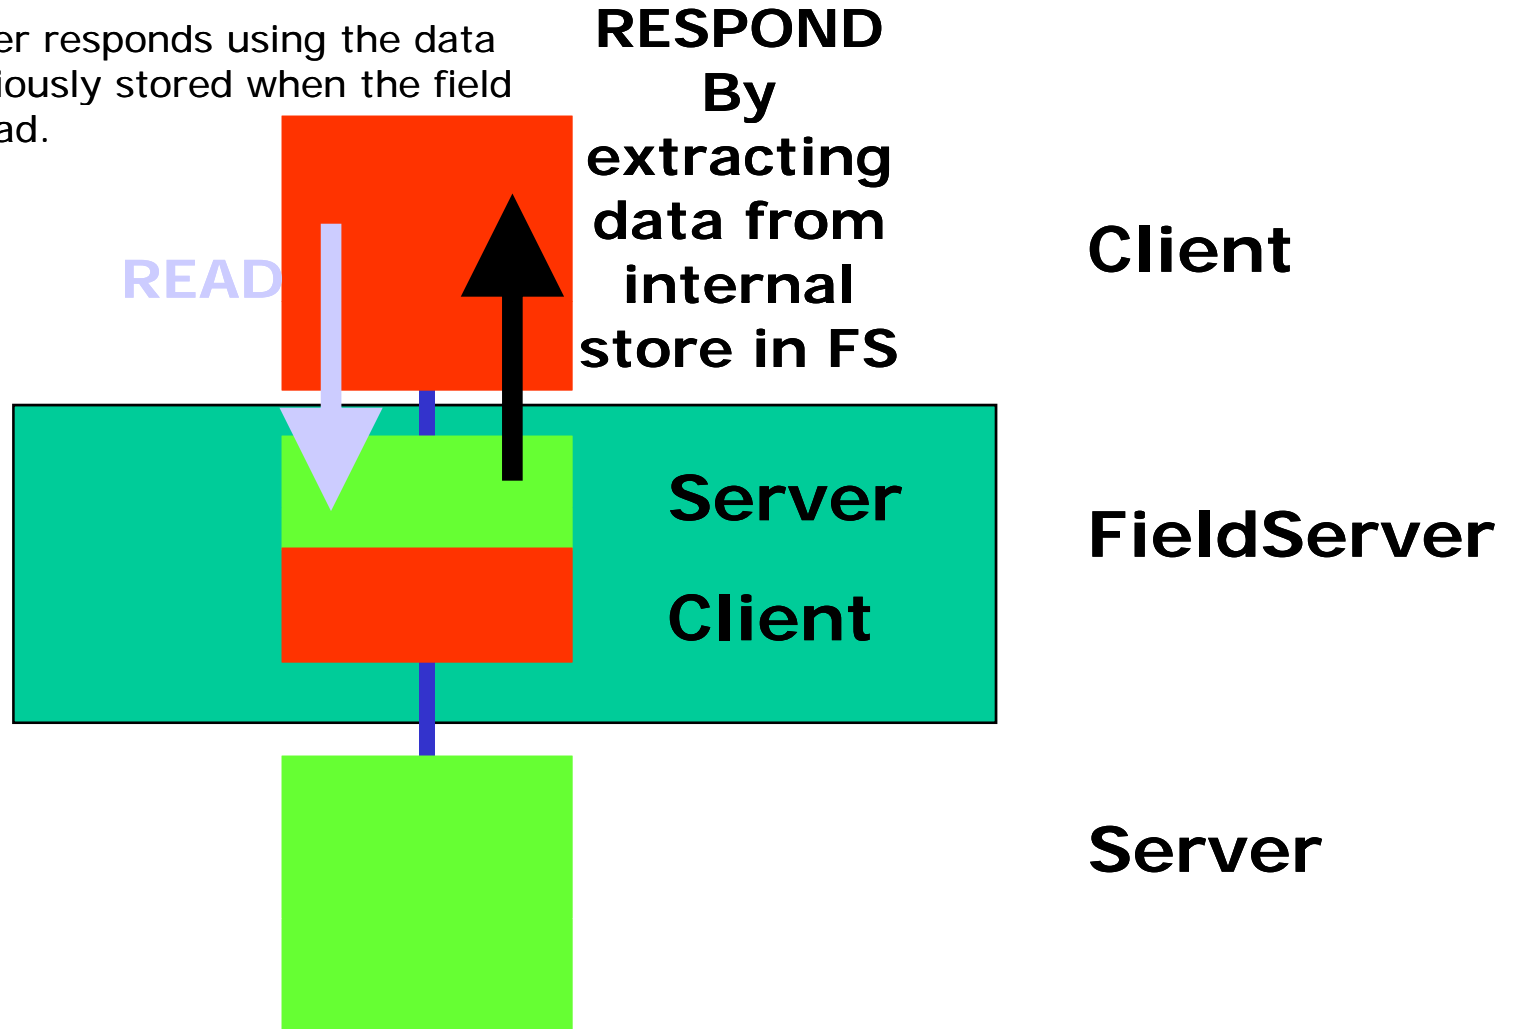 er responds using the data
iously stored when the field
ad.
RESPOND
By
extracting
data from
internal
store in FS
READ
Client
Server
FieldServer
Client
Server